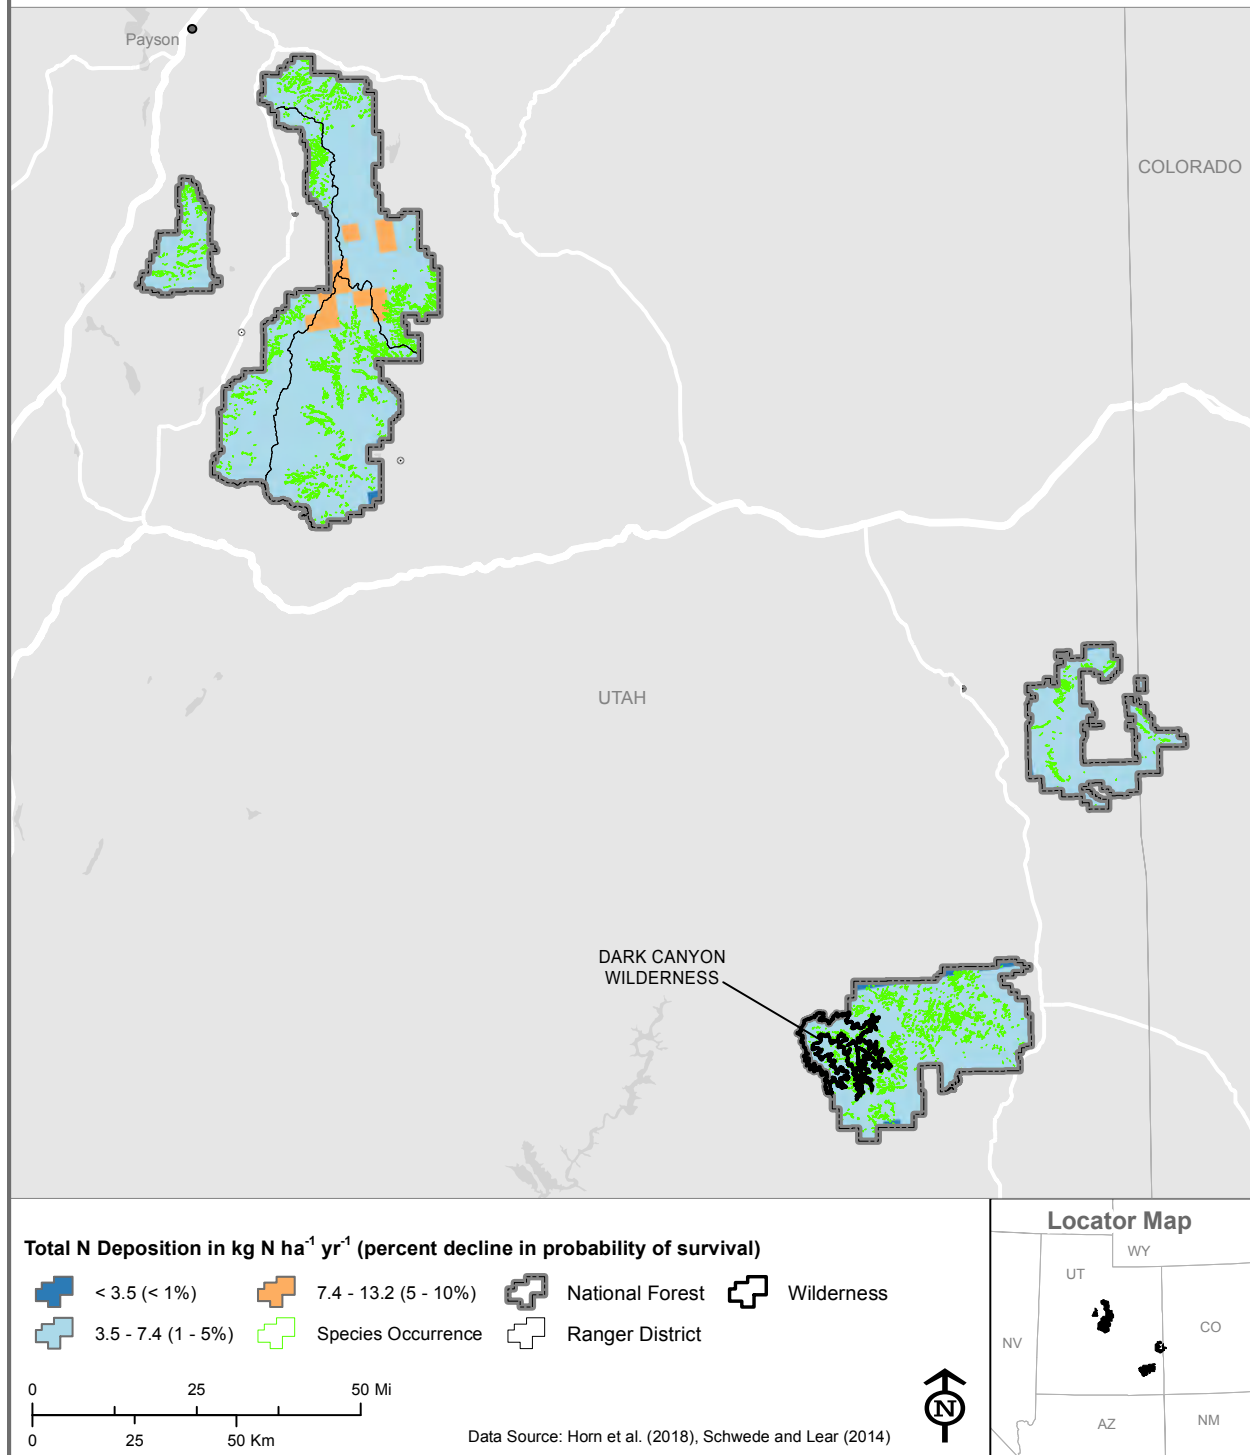 Payson
COLORADO
UTAH
DARK CANYON
WILDERNESS
Total N Deposition in kg N ha-1 yr-1 (percent decline in probability of survival)
< 3.5 (< 1%)
7.4 - 13.2 (5 - 10%)
National Forest
Wilderness
3.5 - 7.4 (1 - 5%)
Species Occurrence
Ranger District
0 25 50 Mi
0 25 50 Km
N
Data Source: Horn et al. (2018), Schwede and Lear (2014)
Locator Map
WY
UT
CO
NV
AZ
NM